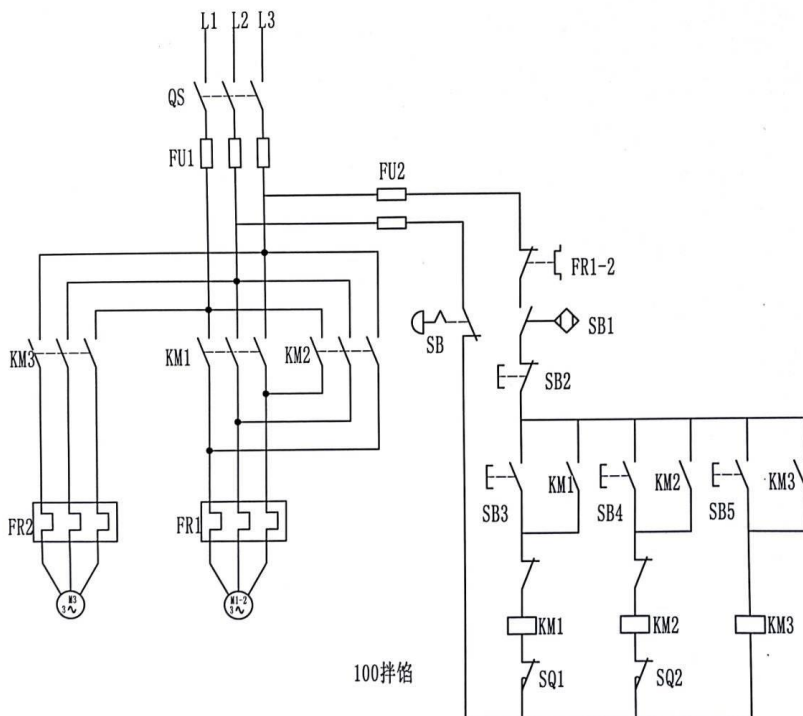 L1 L2 L3
QS
FU1
FU2
FR1-2
SB1
SB
SB2
KM3
KM1
KM2
SB3
KM1
SB4
KM2
SB5
KM3
FR2
FR1
M3
3~
M1-2
3~
KM1
KM2
KM3
SQ1
SQ2
100拌馅